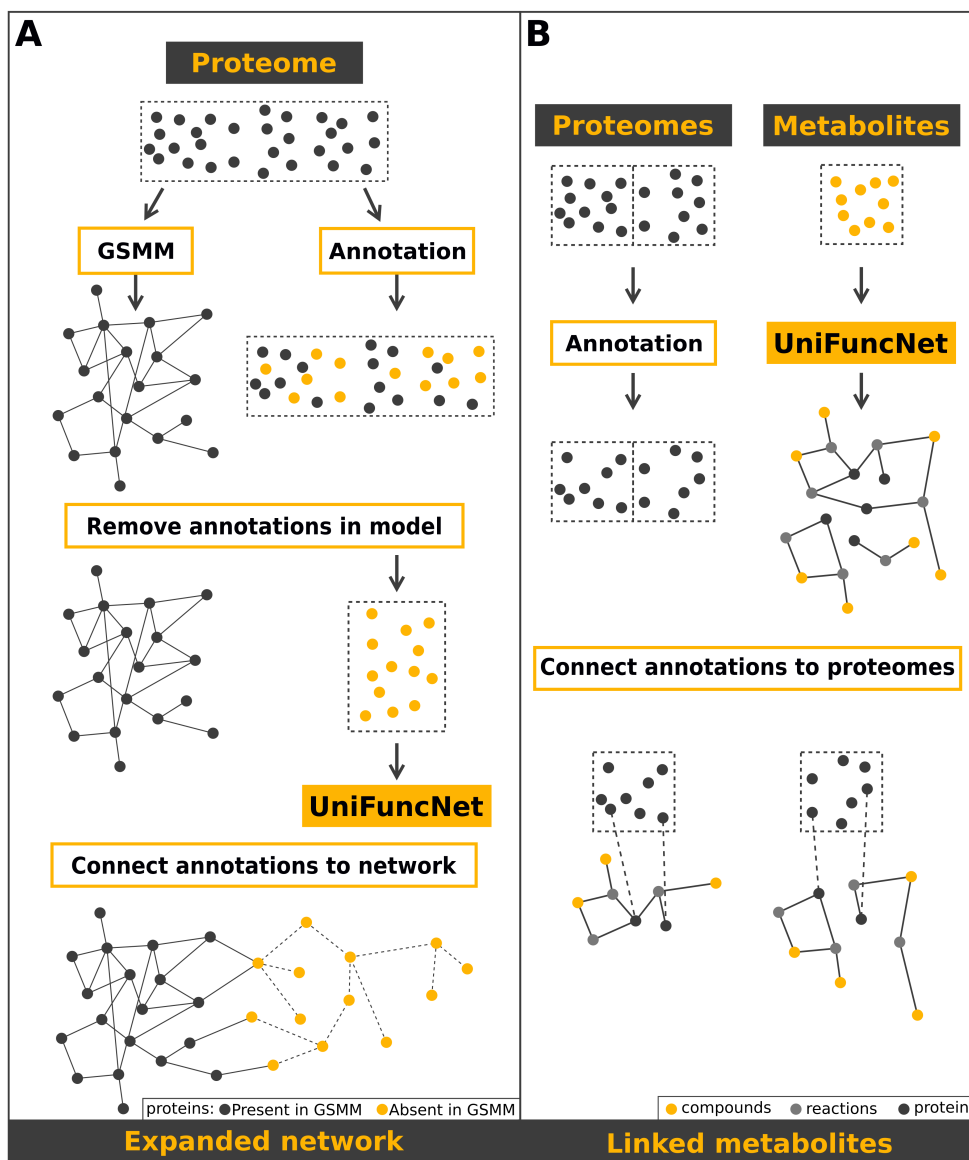 A
Proteome
GSMM
Annotation
Remove annotations in model
UniFuncNet
Connect annotations to network
proteins: Present in GSMM Absent in GSMM
Expanded network
B
Proteomes
Metabolites
Annotation
UniFuncNet
Connect annotations to proteomes
compounds reactions protein
Linked metabolites